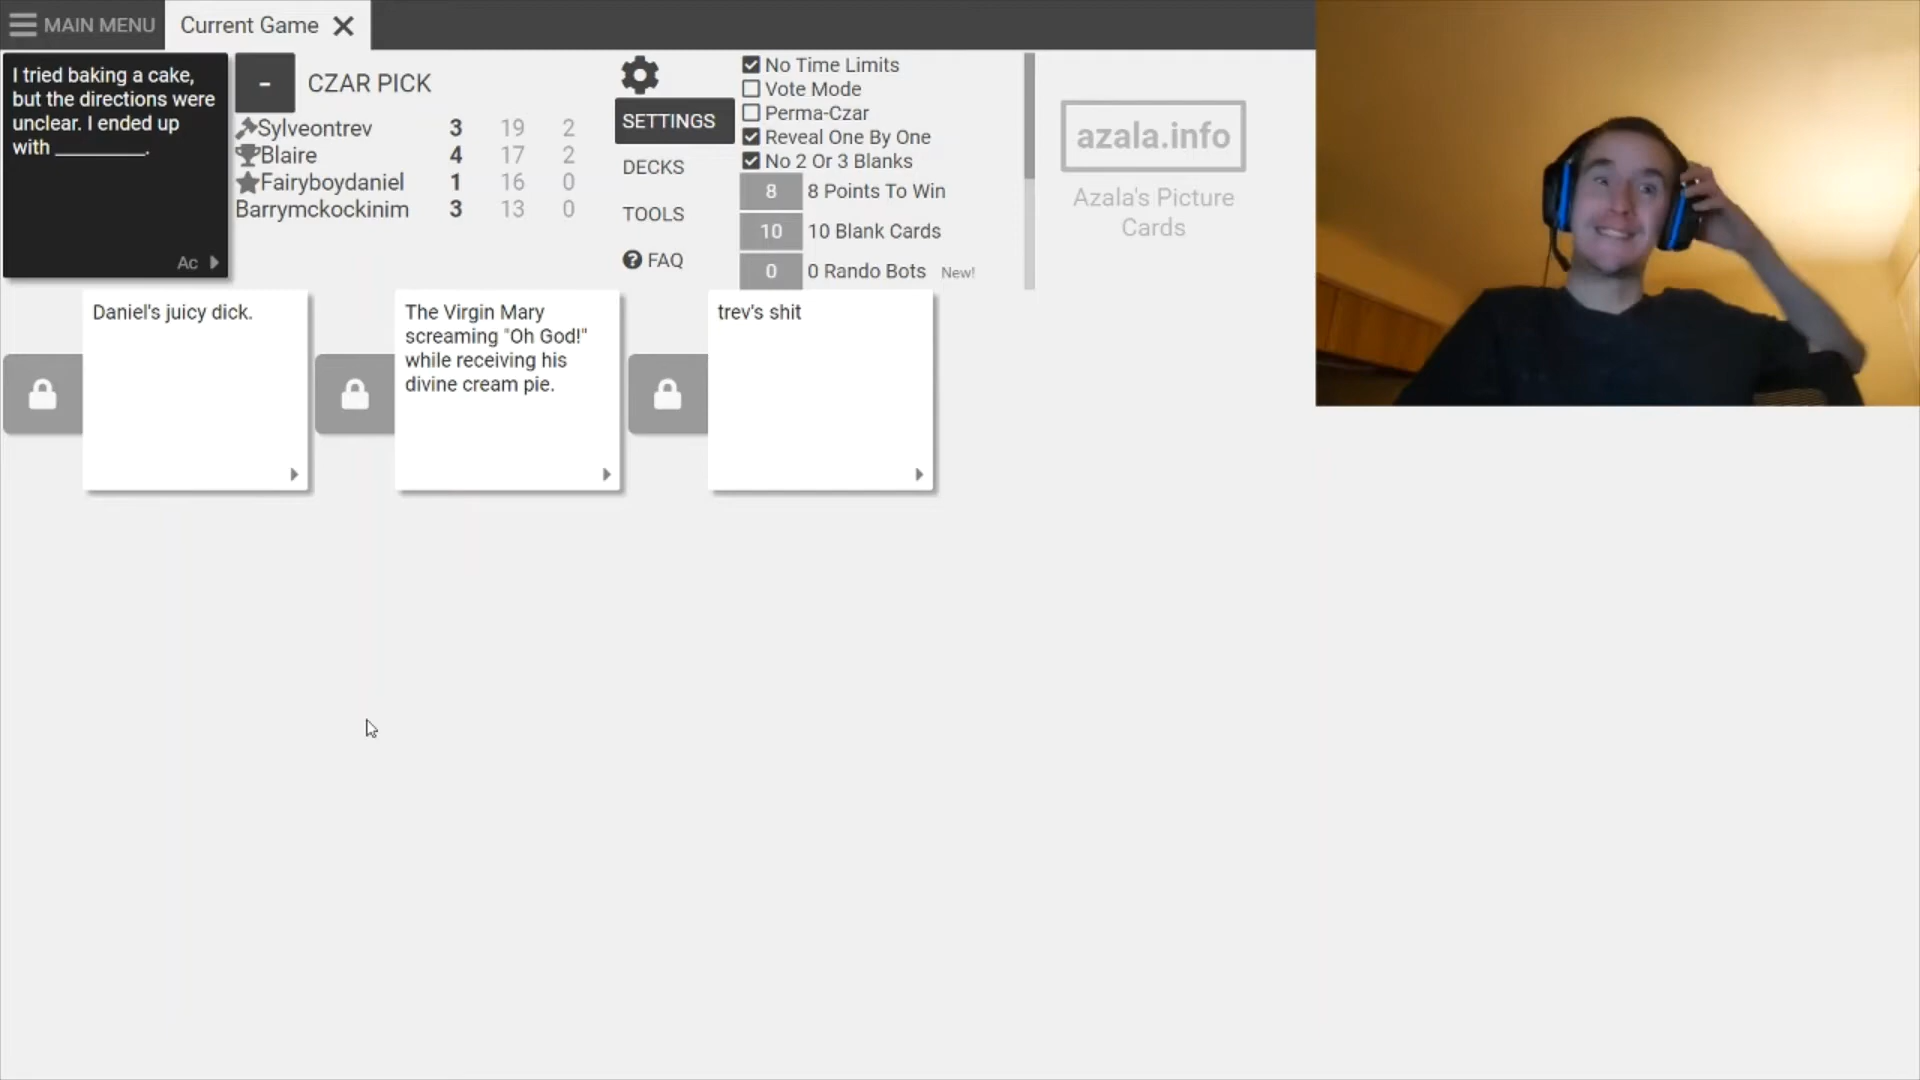 MAIN MENU
Current Game
I tried baking a cake,
but the directions were
unclear. I ended up
with _________.
Ac
-
CZAR PICK
Sylveontrev 3 19 2
Blaire 4 17 2
Fairyboydaniel 1 16 0
Barrymckockinim 3 13 0
SETTINGS
DECKS
TOOLS
FAQ
No Time Limits
Vote Mode
Perma-Czar
Reveal One By One
No 2 Or 3 Blanks
8 8 Points To Win
10 10 Blank Cards
0 0 Rando Bots New!
azala.info
Azala's Picture
Cards
Daniel's juicy dick.
The Virgin Mary
screaming "Oh God!"
while receiving his
divine cream pie.
trev's shit